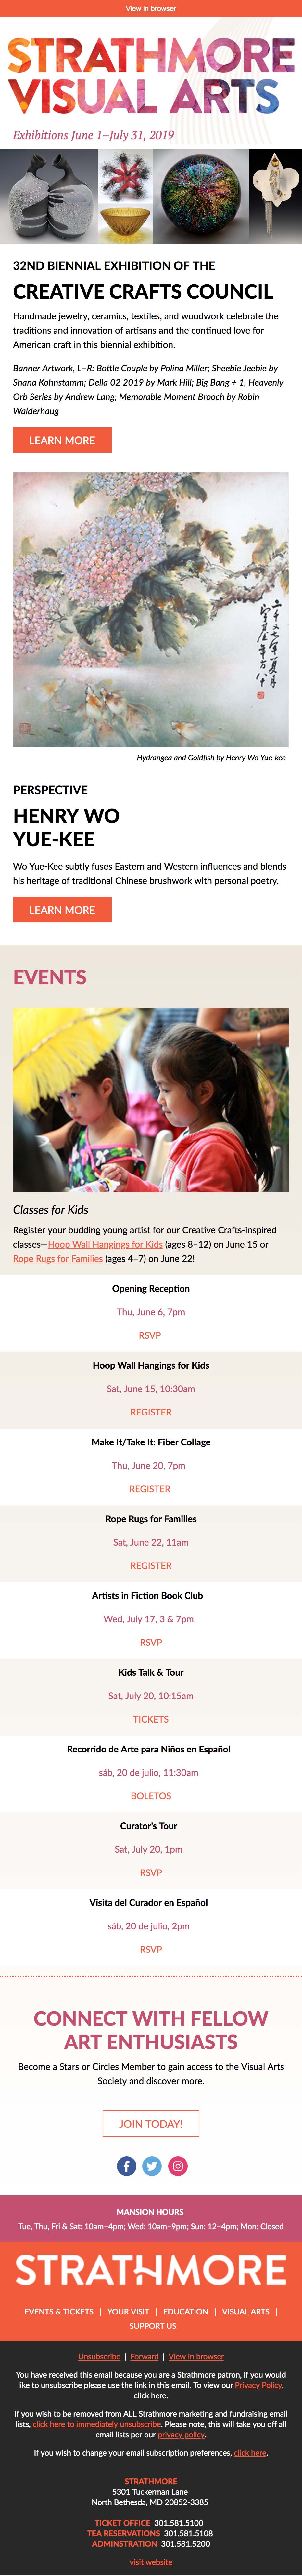 View in browser
STRATHMORE
VISUAL ARTS
Exhibitions June 1–July 31, 2019
32ND BIENNIAL EXHIBITION OF THE
CREATIVE CRAFTS COUNCIL
Handmade jewelry, ceramics, textiles, and woodwork celebrate the
traditions and innovation of artisans and the continued love for
American craft in this biennial exhibition.
Banner Artwork, L–R: Bottle Couple by Polina Miller; Sheebie Jeebie by
Shana Kohnstamm; Della 02 2019 by Mark Hill; Big Bang + 1, Heavenly
Orb Series by Andrew Lang; Memorable Moment Brooch by Robin
Walderhaug
LEARN MORE
Hydrangea and Goldfish by Henry Wo Yue-kee
PERSPECTIVE
HENRY WO
YUE-KEE
Wo Yue-Kee subtly fuses Eastern and Western influences and blends
his heritage of traditional Chinese brushwork with personal poetry.
LEARN MORE
EVENTS
Classes for Kids
Register your budding young artist for our Creative Crafts-inspired
classes—Hoop Wall Hangings for Kids (ages 8–12) on June 15 or
Rope Rugs for Families (ages 4–7) on June 22!
Opening Reception
Thu, June 6, 7pm
RSVP
Hoop Wall Hangings for Kids
Sat, June 15, 10:30am
REGISTER
Make It/Take It: Fiber Collage
Thu, June 20, 7pm
REGISTER
Rope Rugs for Families
Sat, June 22, 11am
REGISTER
Artists in Fiction Book Club
Wed, July 17, 3 & 7pm
RSVP
Kids Talk & Tour
Sat, July 20, 10:15am
TICKETS
Recorrido de Arte para Niños en Español
sáb, 20 de julio, 11:30am
BOLETOS
Curator's Tour
Sat, July 20, 1pm
RSVP
Visita del Curador en Español
sáb, 20 de julio, 2pm
RSVP
CONNECT WITH FELLOW
ART ENTHUSIASTS
Become a Stars or Circles Member to gain access to the Visual Arts
Society and discover more.
JOIN TODAY!
MANSION HOURS
Tue, Thu, Fri & Sat: 10am–4pm; Wed: 10am–9pm; Sun: 12–4pm; Mon: Closed
STRATHMORE
EVENTS & TICKETS | YOUR VISIT | EDUCATION | VISUAL ARTS |
SUPPORT US
Unsubscribe | Forward | View in browser
You have received this email because you are a Strathmore patron, if you would
like to unsubscribe please use the link in this email. To view our Privacy Policy,
click here.
If you wish to be removed from ALL Strathmore marketing and fundraising email
lists, click here to immediately unsubscribe. Please note, this will take you off all
email lists per our privacy policy.
If you wish to change your email subscription preferences, click here.
STRATHMORE
5301 Tuckerman Lane
North Bethesda, MD 20852-3385
TICKET OFFICE 301.581.5100
TEA RESERVATIONS 301.581.5108
ADMINSTRATION 301.581.5200
visit website